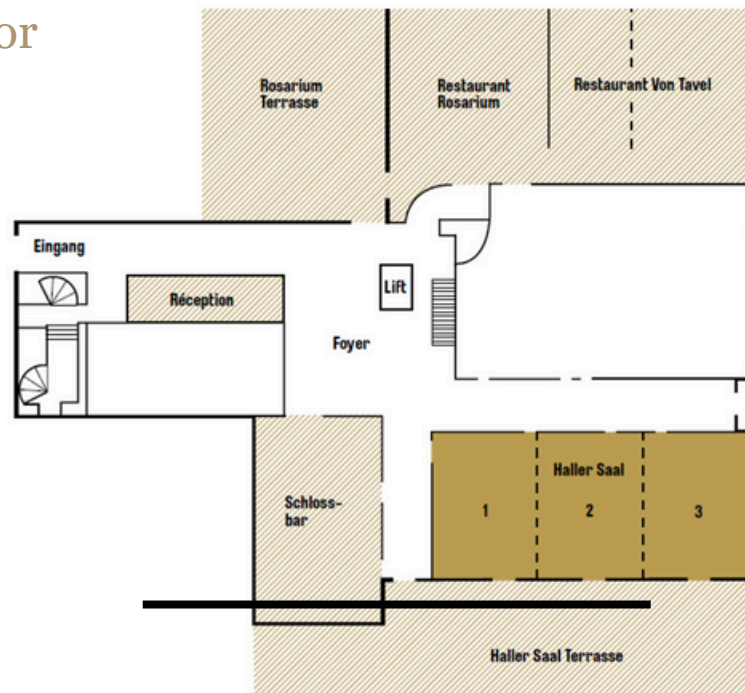 or
Rosarium
Terrasse
Restaurant
Rosarium
Restaurant Von Tavel
Eingang
Réception
Lift
Foyer
Schloss-
bar
Haller Saal
1
2
3
Haller Saal Terrasse